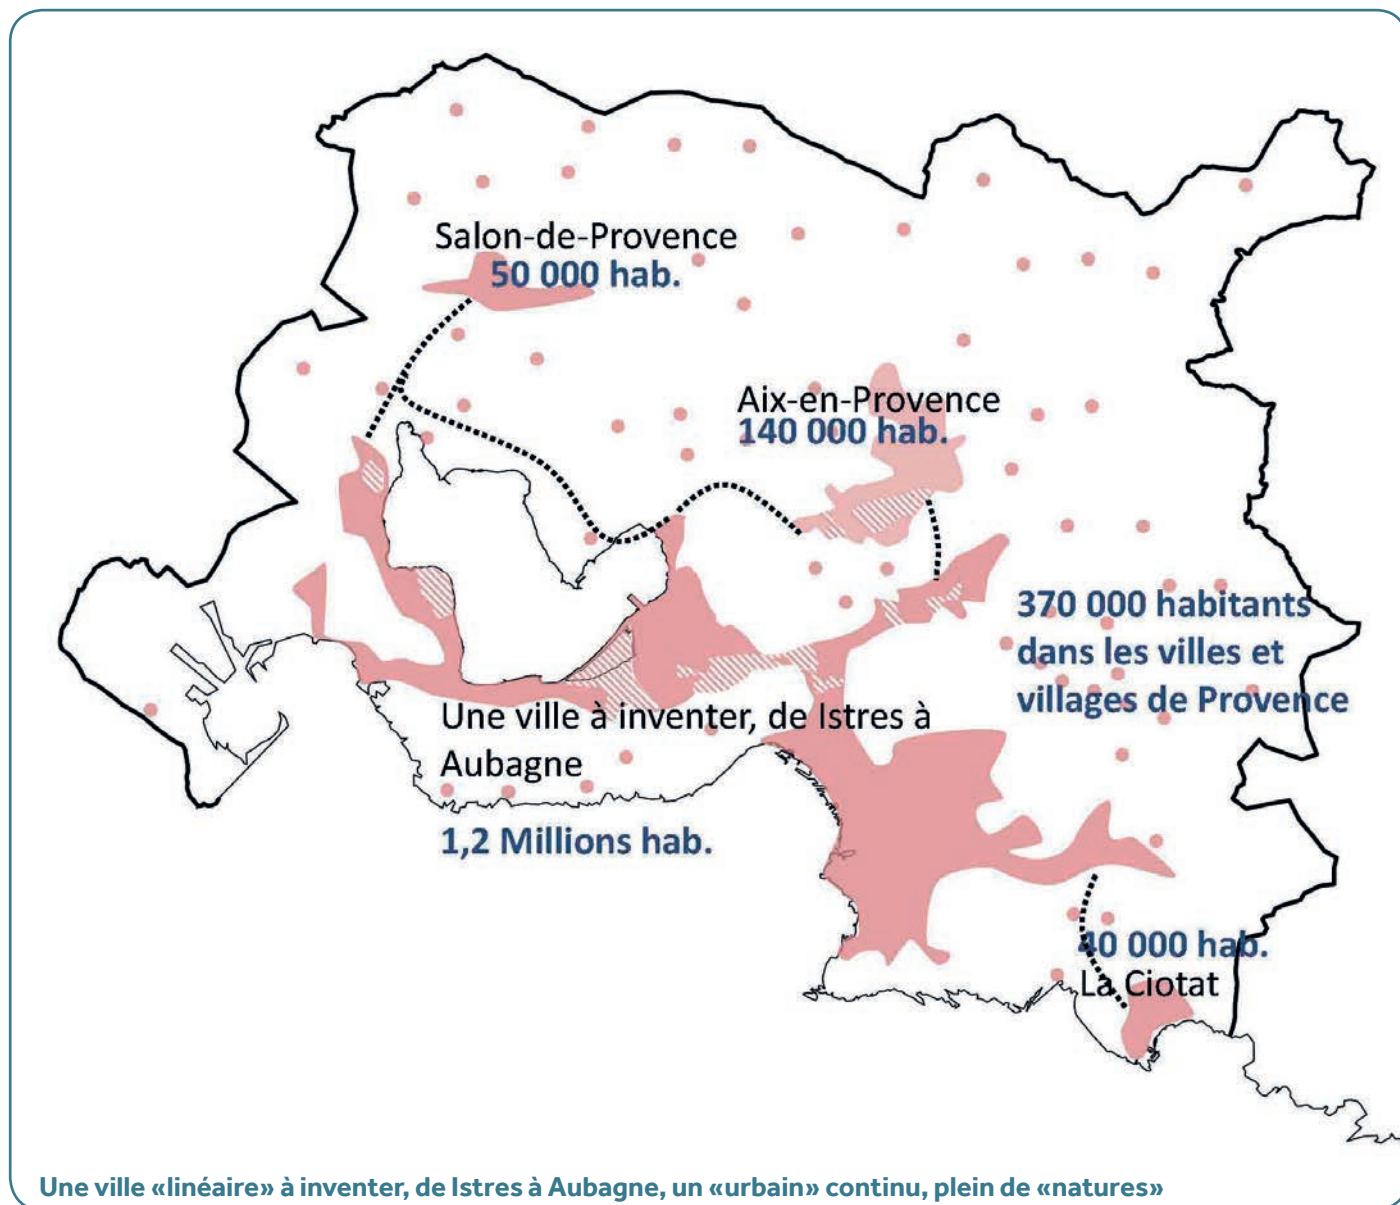 Salon-de-Provence
50 000 hab.
Aix-en-Provence
140 000 hab.
370 000 habitants
dans les villes et
villages de Provence
Une ville à inventer, de Istres à
Aubagne
1,2 Millions hab.
40 000 hab.
La Ciotat
Une ville «linéaire» à inventer, de Istres à Aubagne, un «urbain» continu, plein de «natures»